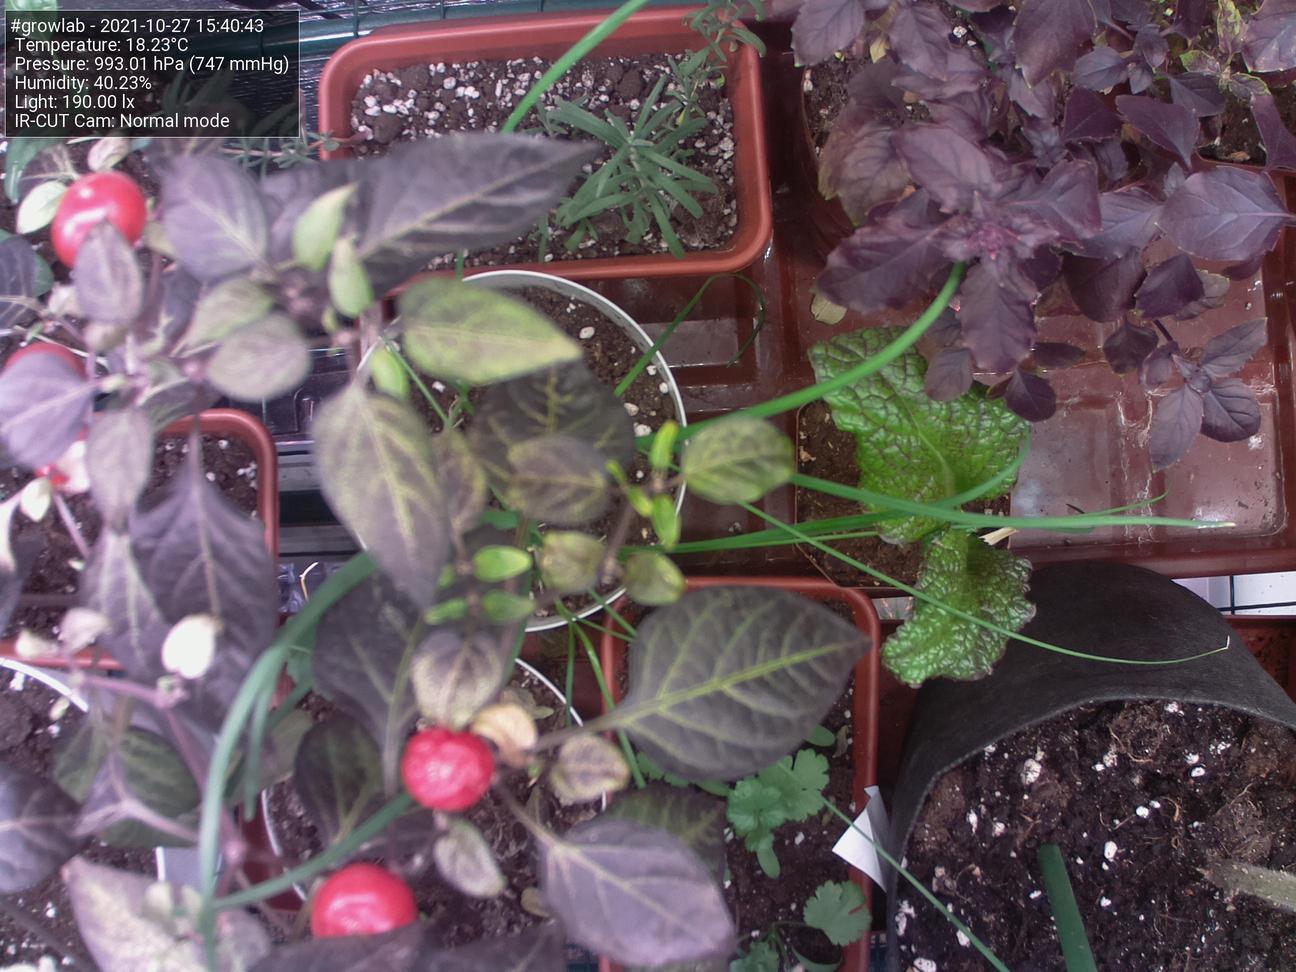 #growlab - 2021-10-27 15:40:43
Temperature: 18.23°C
Pressure: 993.01 hPa (747 mmHg)
Humidity: 40.23%
Light: 190.00 lx
IR-CUT Cam: Normal mode